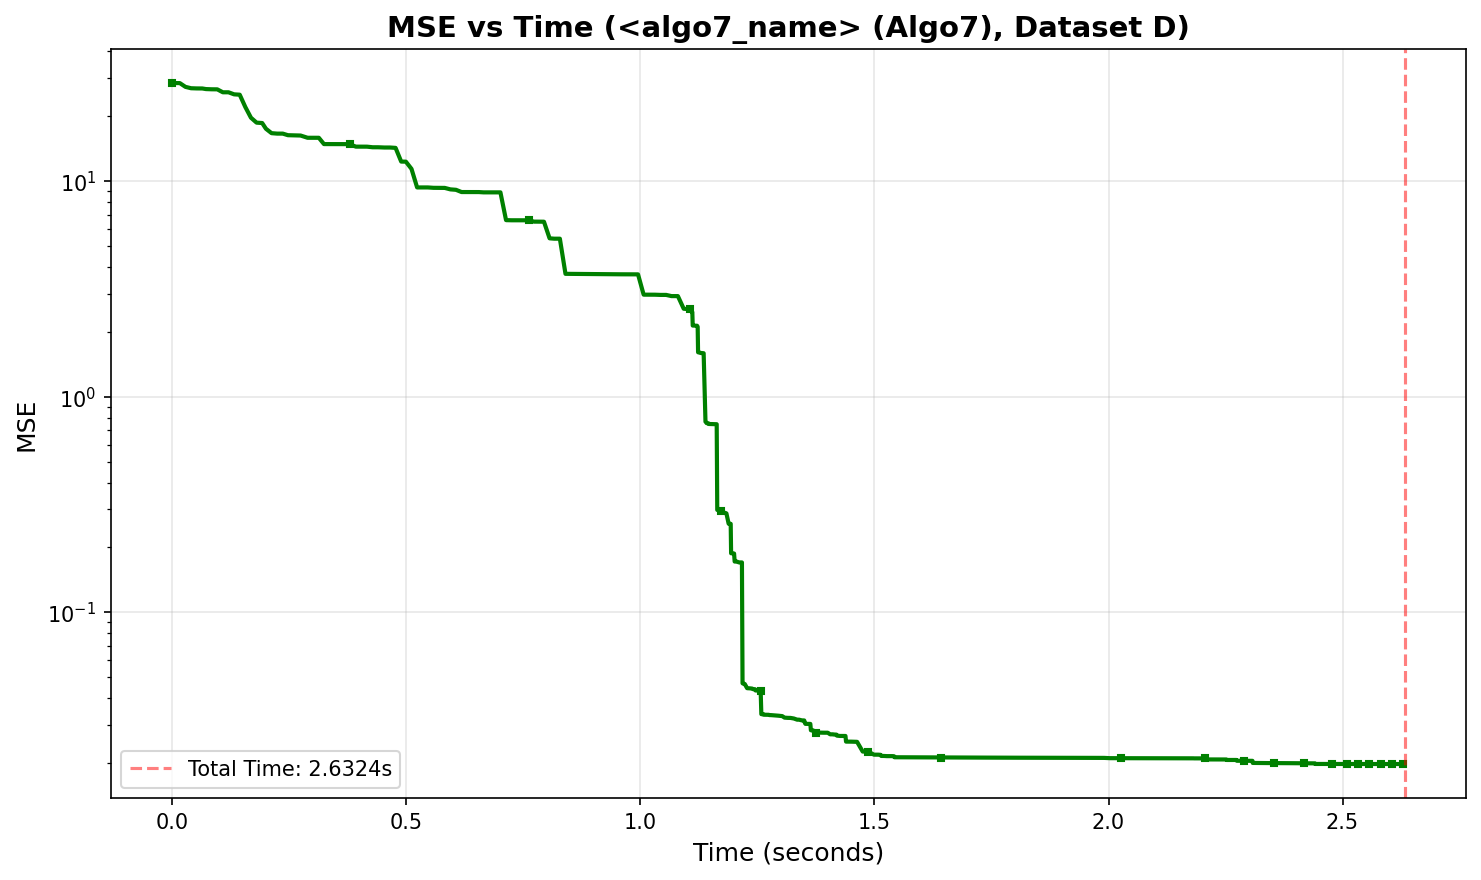 MSE vs Time (<algo7_name> (Algo7), Dataset D)
MSE
10¹
10⁰
10⁻¹
Total Time: 2.6324s
0.0 0.5 1.0 1.5 2.0 2.5
Time (seconds)